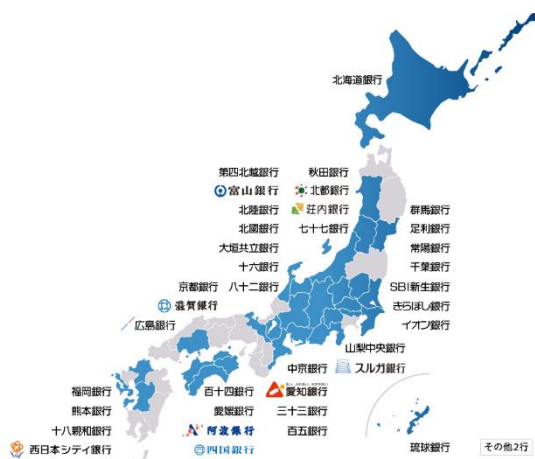 北海道銀行
第四北越銀行
秋田銀行
富山銀行
北都銀行
北陸銀行
荘内銀行
群馬銀行
北國銀行
七十七銀行
足利銀行
大垣共立銀行
常陽銀行
十六銀行
千葉銀行
京都銀行
八十二銀行
SBI新生銀行
滋賀銀行
きらぼし銀行
広島銀行
イオン銀行
山梨中央銀行
中京銀行
スルガ銀行
福岡銀行
百十四銀行
愛知銀行
熊本銀行
愛媛銀行
三十三銀行
十八親和銀行
阿波銀行
百五銀行
西日本シティ銀行
四国銀行
琉球銀行
その他2行